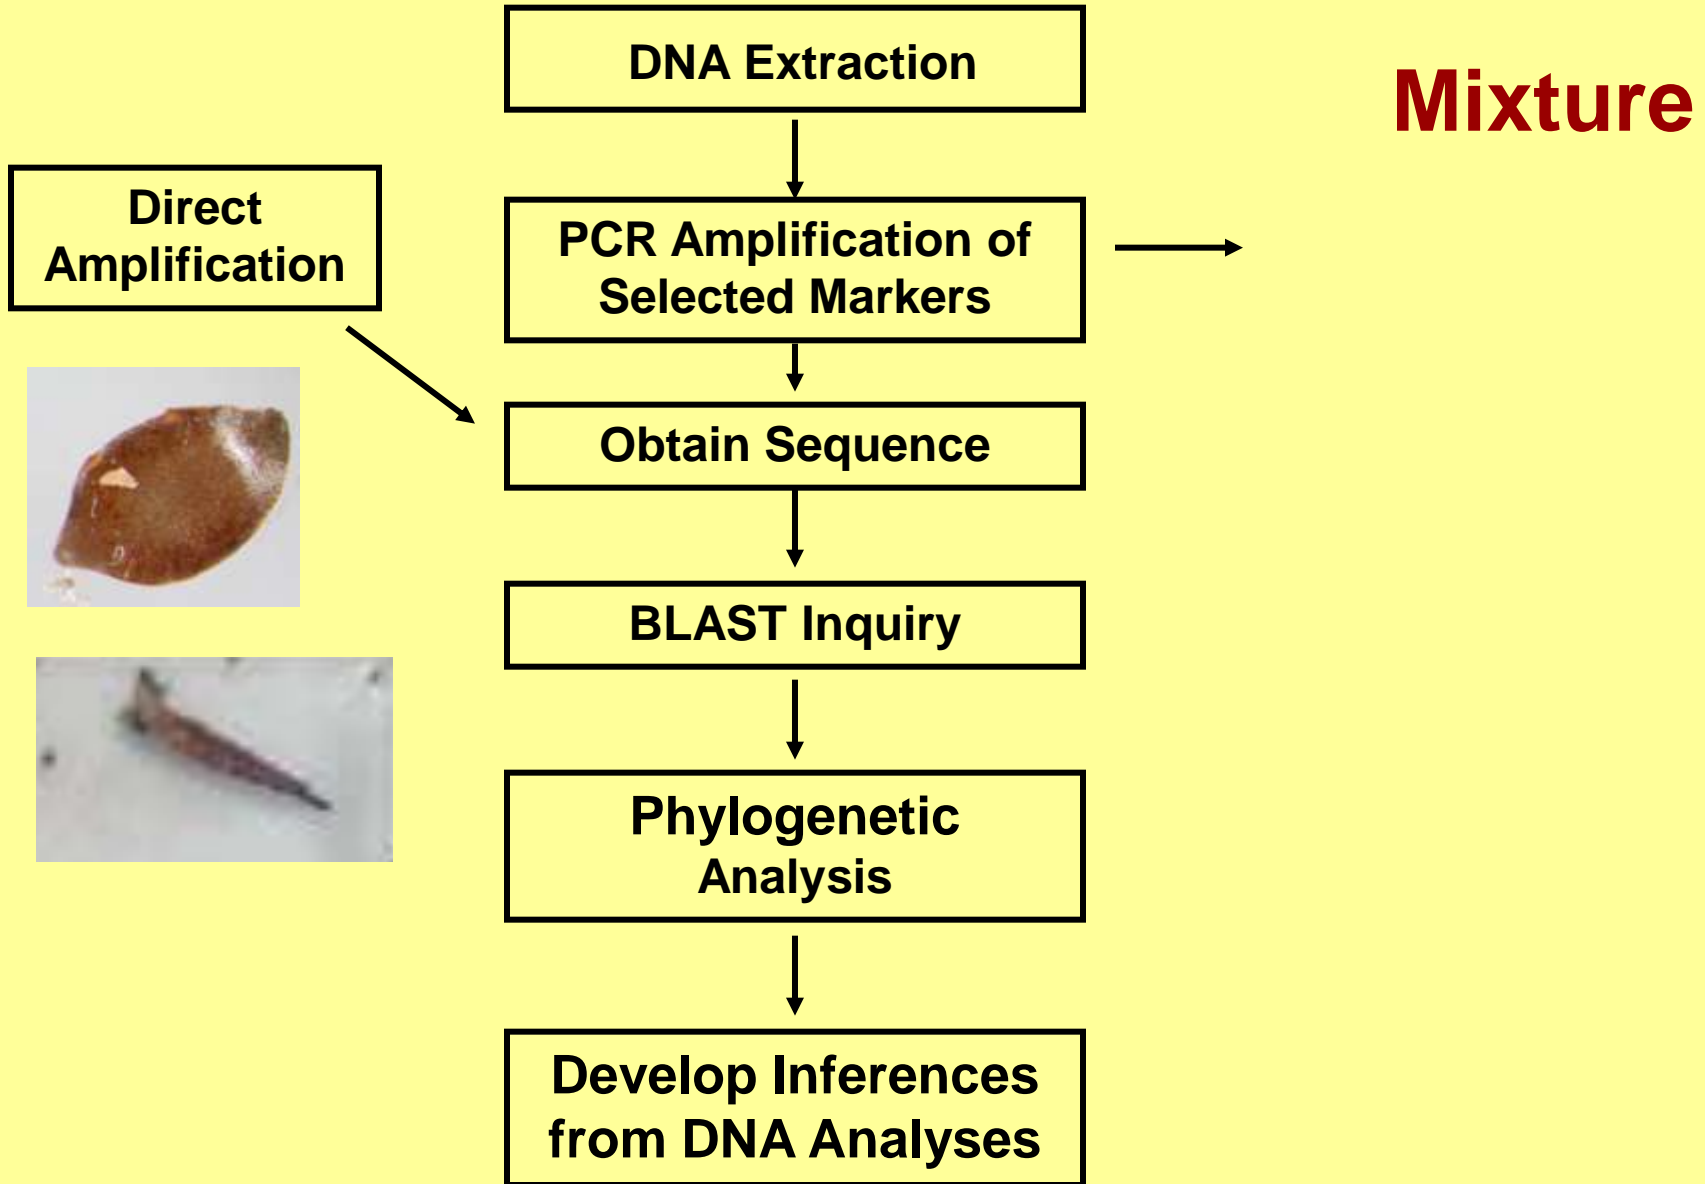 DNA Extraction
Mixture
Direct
Amplification
PCR Amplification of
Selected Markers
Obtain Sequence
BLAST Inquiry
Phylogenetic
Analysis
Develop Inferences
from DNA Analyses